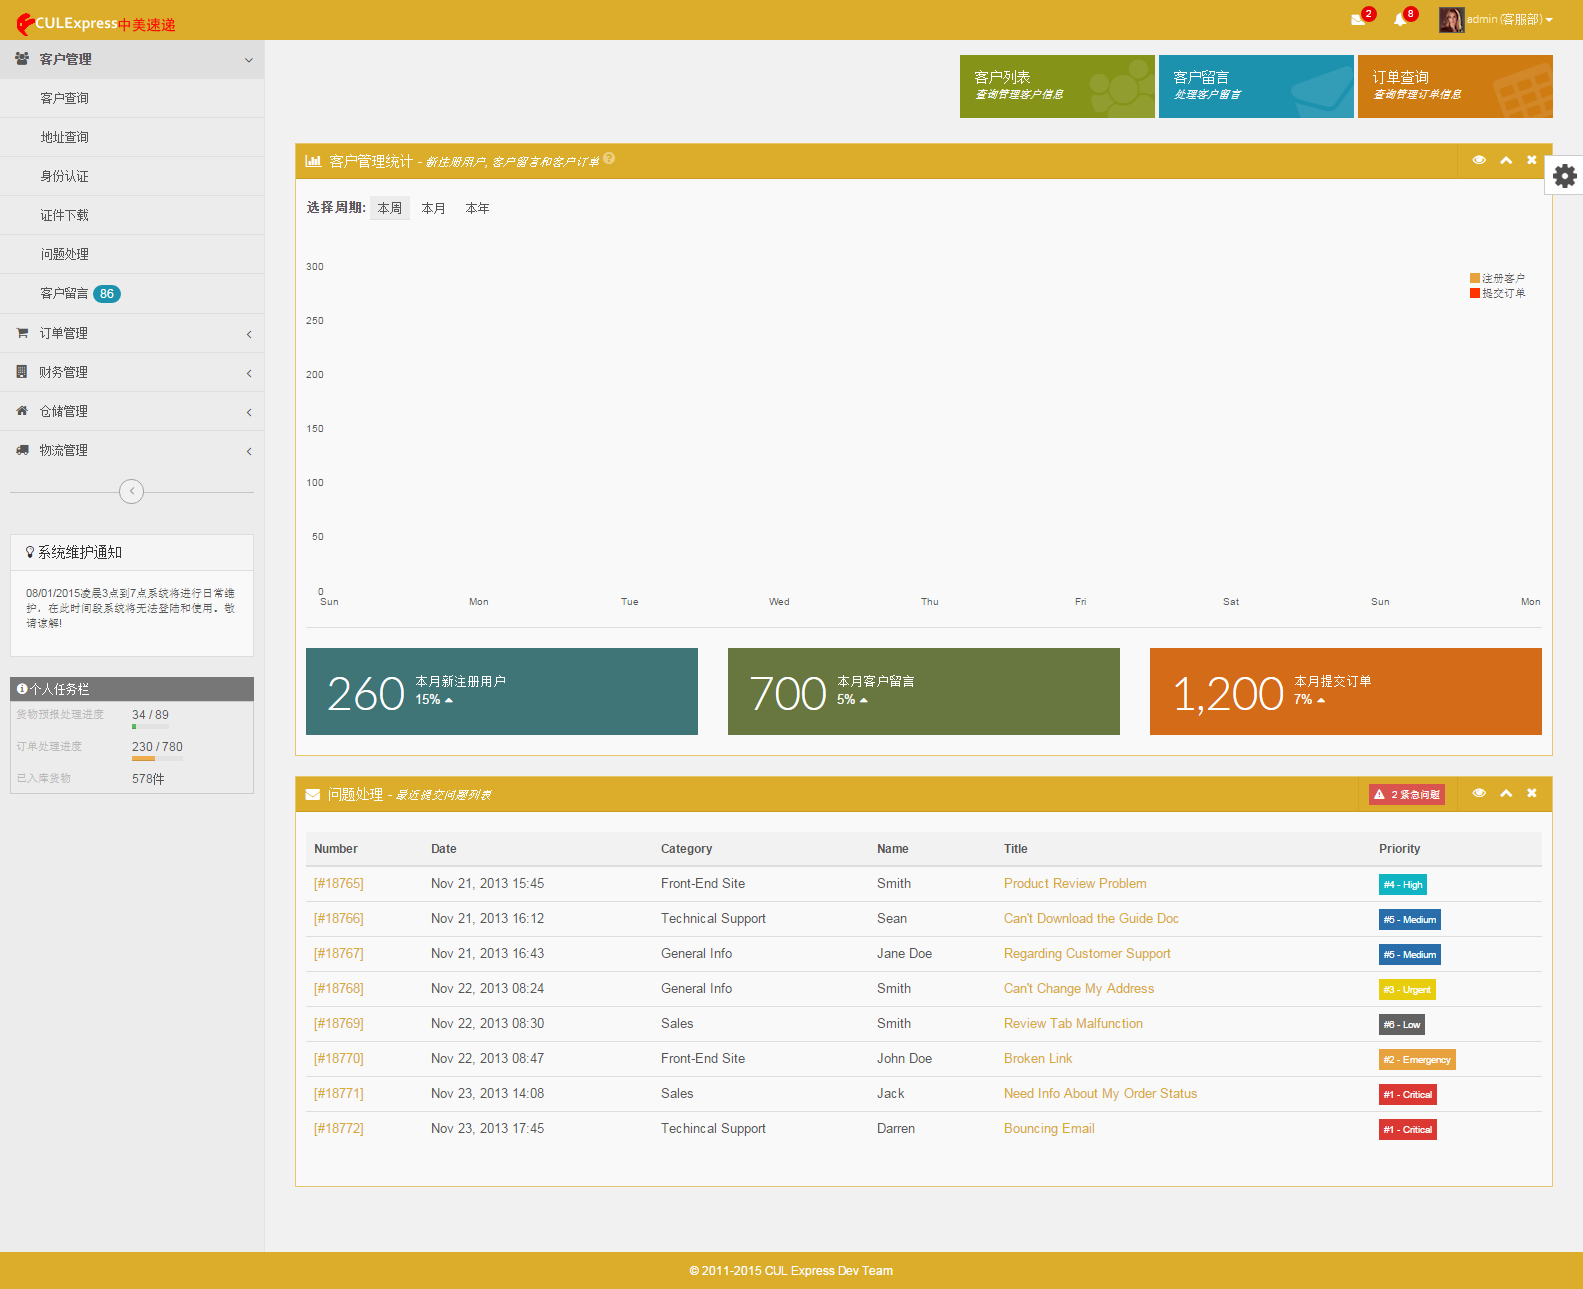 CULExpress中美速递
2
8
admin (客服部)
客户管理
客户查询
地址查询
身份认证
证件下载
问题处理
客户留言 86
订单管理
财务管理
仓储管理
物流管理
系统维护通知
08/01/2015凌晨3点到7点系统将进行日常维
护，在此时间段系统将无法登陆和使用。敬
请谅解!
个人任务栏
货物预报处理进度 34 / 89
订单处理进度 230 / 780
已入库货物 578件
客户列表
查询管理客户信息
客户留言
处理客户留言
订单查询
查询管理订单信息
客户管理统计 - 新注册用户, 客户留言和客户订单
选择周期: 本周 本月 本年
300
250
200
150
100
50
0
注册客户
提交订单
Sun Mon Tue Wed Thu Fri Sat Sun Mon
260 本月新注册用户
15%
700 本月客户留言
5%
1,200 本月提交订单
7%
问题处理 - 最近提交问题列表
2 紧急问题
Number Date Category Name Title Priority
[#18765] Nov 21, 2013 15:45 Front-End Site Smith Product Review Problem #4 - High
[#18766] Nov 21, 2013 16:12 Technical Support Sean Can't Download the Guide Doc #5 - Medium
[#18767] Nov 21, 2013 16:43 General Info Jane Doe Regarding Customer Support #5 - Medium
[#18768] Nov 22, 2013 08:24 General Info Smith Can't Change My Address #3 - Urgent
[#18769] Nov 22, 2013 08:30 Sales Smith Review Tab Malfunction #6 - Low
[#18770] Nov 22, 2013 08:47 Front-End Site John Doe Broken Link #2 - Emergency
[#18771] Nov 23, 2013 14:08 Sales Jack Need Info About My Order Status #1 - Critical
[#18772] Nov 23, 2013 17:45 Techincal Support Darren Bouncing Email #1 - Critical
© 2011-2015 CUL Express Dev Team